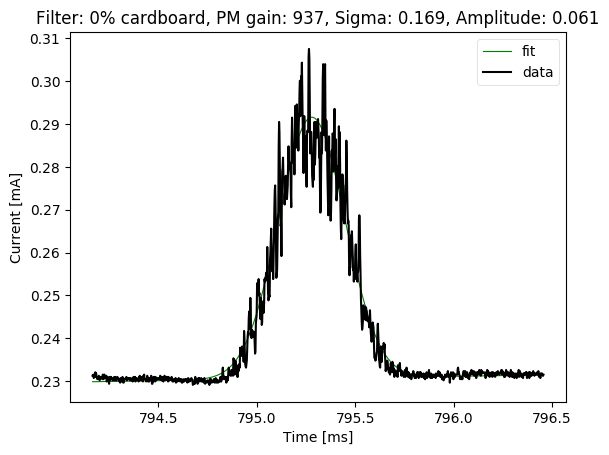 Filter: 0% cardboard, PM gain: 937, Sigma: 0.169, Amplitude: 0.061
fit
data
0.31
0.30
0.29
0.28
0.27
0.26
0.25
0.24
0.23
Current [mA]
794.5
795.0
795.5
796.0
796.5
Time [ms]